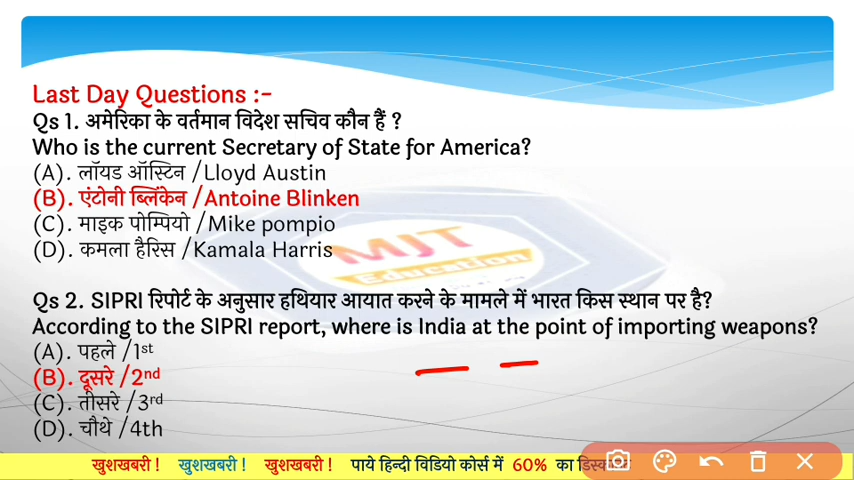 Last Day Questions :-
Qs 1. अमेरिका के वर्तमान विदेश सचिव कौन हैं ?
Who is the current Secretary of State for America?
(A). लॉयड ऑस्टिन /Lloyd Austin
(B). एंटोनी ब्लिंकेन /Antoine Blinken
(C). माइक पोम्पियो /Mike pompio
(D). कमला हैरिस /Kamala Harris
MJT
Education
Qs 2. SIPRI रिपोर्ट के अनुसार हथियार आयात करने के मामले में भारत किस स्थान पर है?
According to the SIPRI report, where is India at the point of importing weapons?
(A). पहले /1st
(B). दूसरे /2nd
(C). तीसरे /3rd
(D). चौथे /4th
खुशखबरी ! खुशखबरी ! खुशखबरी ! पाये हिन्दी विडियो कोर्स में 60% का